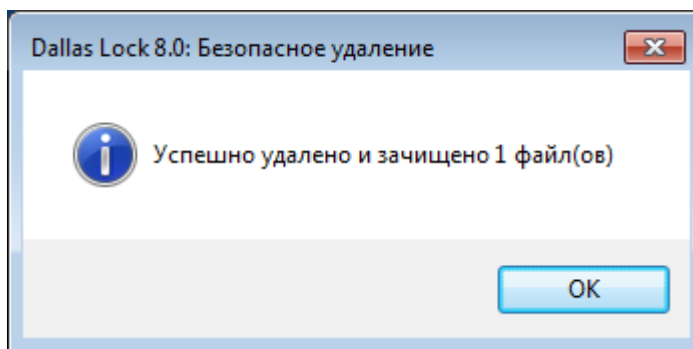 Dallas Lock 8.0: Безопасное удаление
Успешно удалено и зачищено 1 файл(ов)
OK